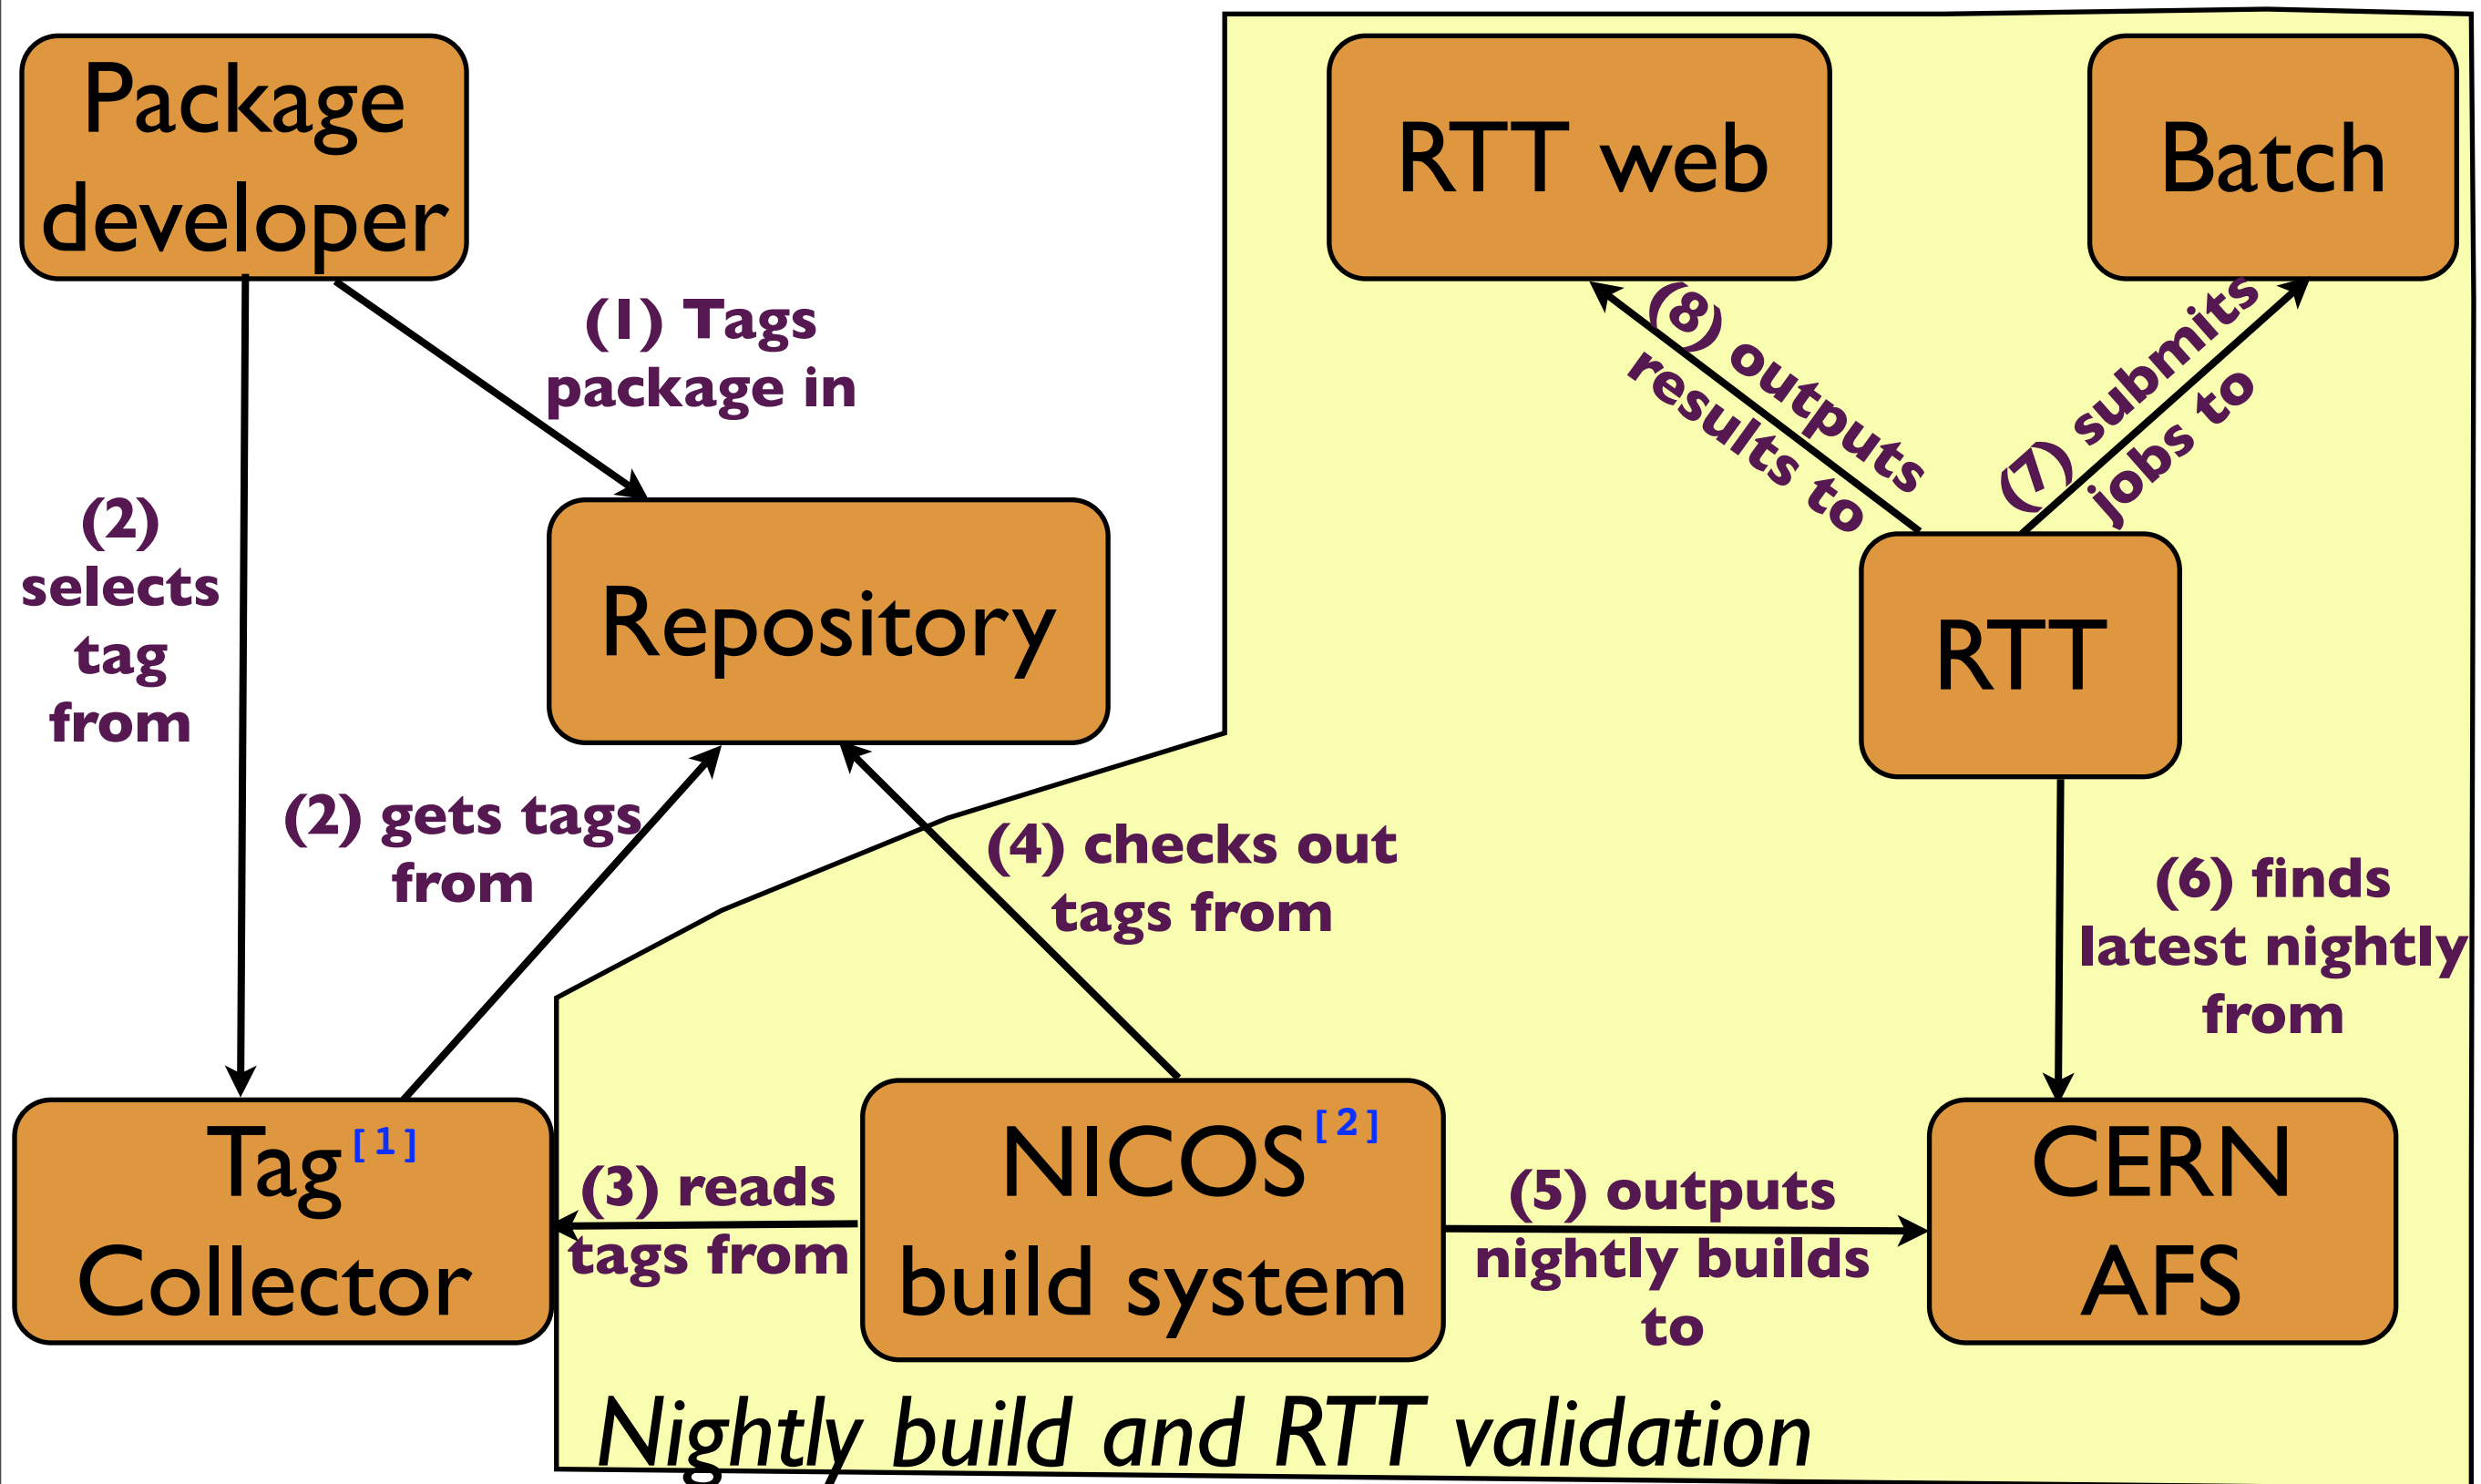 Package
developer
RTT web
Batch
(1) Tags
package in
(8) outputs
results to
(7) submits
jobs to
(2)
selects
tag
from
Repository
RTT
(2) gets tags
from
(4) checks out
tags from
(6) finds
latest nightly
from
Tag[1]
Collector
(3) reads
tags from
NICOS[2]
build system
(5) outputs
nightly builds
to
CERN
AFS
Nightly build and RTT validation